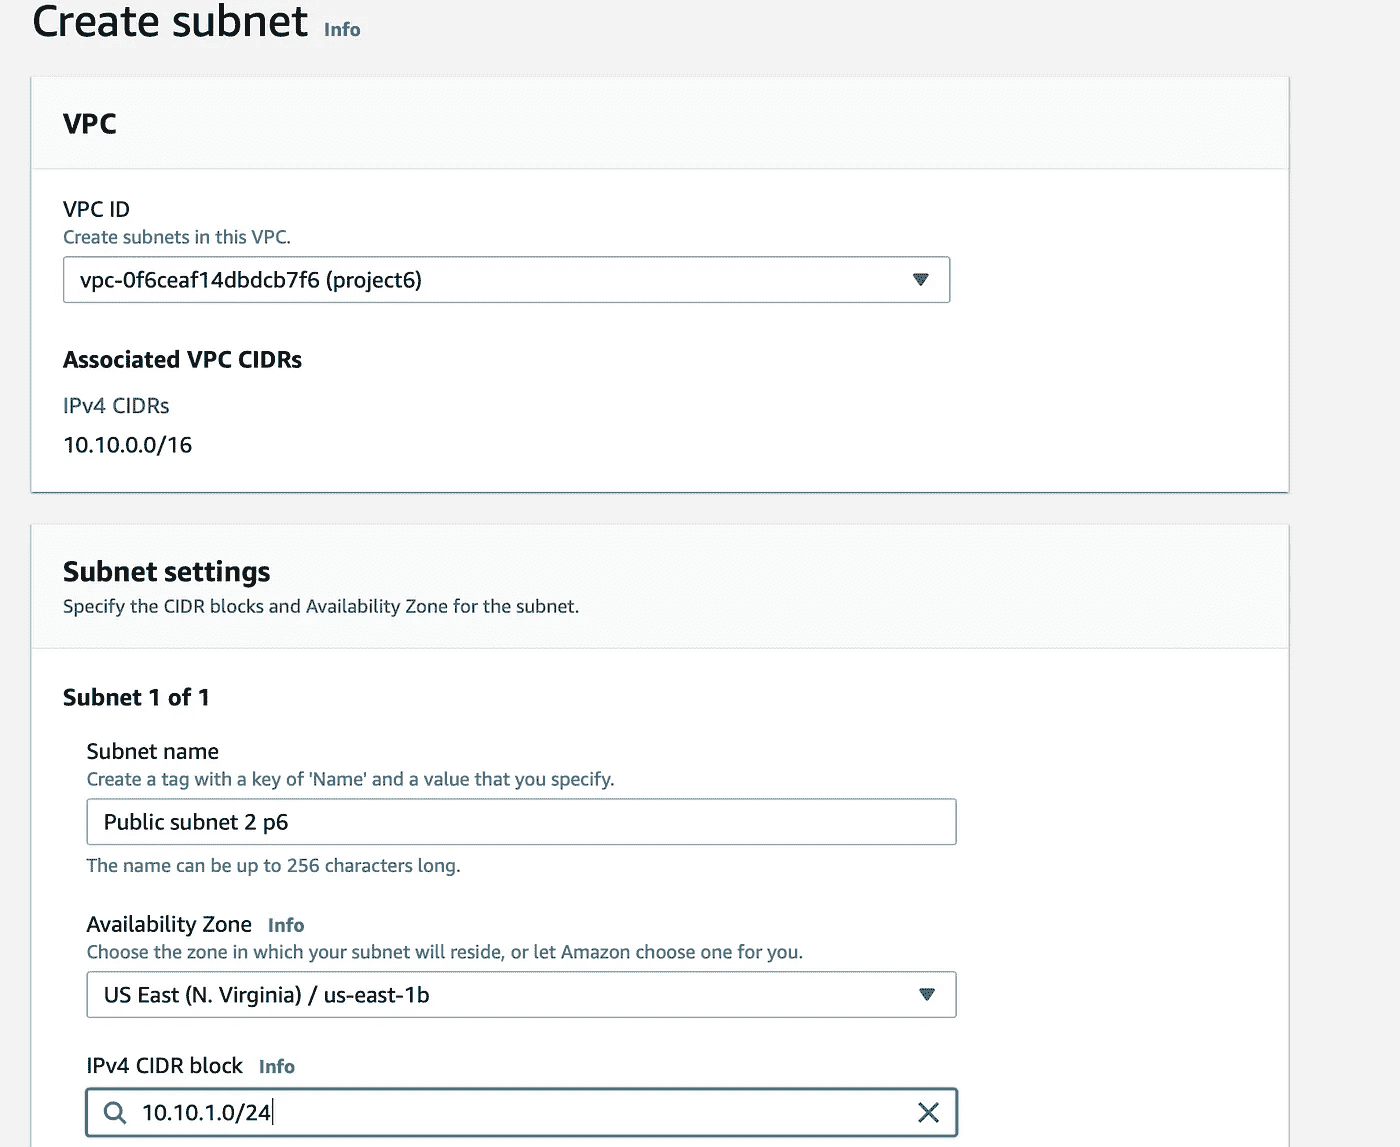 Create subnet Info
VPC
VPC ID
Create subnets in this VPC.
vpc-0f6ceaf14dbdcb7f6 (project6)
Associated VPC CIDRs
IPv4 CIDRs
10.10.0.0/16
Subnet settings
Specify the CIDR blocks and Availability Zone for the subnet.
Subnet 1 of 1
Subnet name
Create a tag with a key of 'Name' and a value that you specify.
Public subnet 2 p6
The name can be up to 256 characters long.
Availability Zone Info
Choose the zone in which your subnet will reside, or let Amazon choose one for you.
US East (N. Virginia) / us-east-1b
IPv4 CIDR block Info
10.10.1.0/24